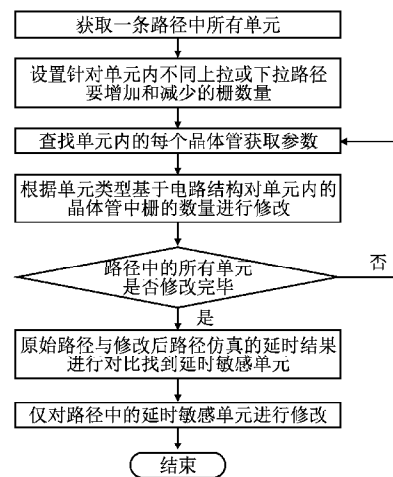 获取一条路径中所有单元
设置针对单元内不同上拉或下拉路径
要增加和减少的栅数量
查找单元内的每个晶体管获取参数
根据单元类型基于电路结构对单元内的
晶体管中栅的数量进行修改
路径中的所有单元
是否修改完毕
否
是
原始路径与修改后路径仿真的延时结果
进行对比找到延时敏感单元
仅对路径中的延时敏感单元进行修改
结束